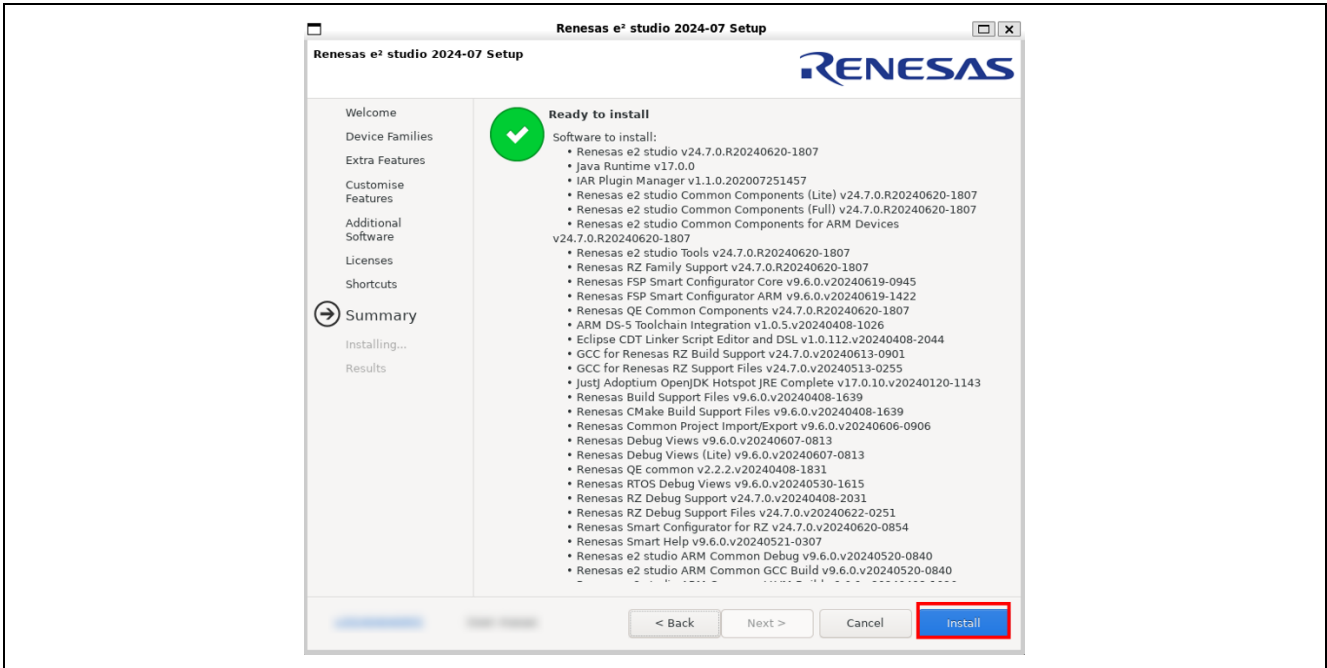 Renesas e² studio 2024-07 Setup
Renesas e² studio 2024-07 Setup
RENESAS
Welcome
Device Families
Extra Features
Customise
Features
Additional
Software
Licenses
Shortcuts
Summary
Installing...
Results
Ready to install
Software to install:
• Renesas e2 studio v24.7.0.R20240620-1807
• Java Runtime v17.0.0
• IAR Plugin Manager v1.1.0.202007251457
• Renesas e2 studio Common Components (Lite) v24.7.0.R20240620-1807
• Renesas e2 studio Common Components (Full) v24.7.0.R20240620-1807
• Renesas e2 studio Common Components for ARM Devices
v24.7.0.R20240620-1807
• Renesas e2 studio Tools v24.7.0.R20240620-1807
• Renesas RZ Family Support v24.7.0.R20240620-1807
• Renesas FSP Smart Configurator Core v9.6.0.v20240619-0945
• Renesas FSP Smart Configurator ARM v9.6.0.v20240619-1422
• Renesas QE Common Components v24.7.0.R20240620-1807
• ARM DS-5 Toolchain Integration v1.0.5.v20240408-1026
• Eclipse CDT Linker Script Editor and DSL v1.0.112.v20240408-2044
• GCC for Renesas RZ Build Support v24.7.0.v20240613-0901
• GCC for Renesas RZ Support Files v24.7.0.v20240513-0255
• JustJ Adoptium OpenJDK Hotspot JRE Complete v17.0.10.v20240120-1143
• Renesas Build Support Files v9.6.0.v20240408-1639
• Renesas CMake Build Support Files v9.6.0.v20240408-1639
• Renesas Common Project Import/Export v9.6.0.v20240606-0906
• Renesas Debug Views v9.6.0.v20240607-0813
• Renesas Debug Views (Lite) v9.6.0.v20240607-0813
• Renesas QE common v2.2.2.v20240408-1831
• Renesas RTOS Debug Views v9.6.0.v20240530-1615
• Renesas RZ Debug Support v24.7.0.v20240408-2031
• Renesas RZ Debug Support Files v24.7.0.v20240622-0251
• Renesas Smart Configurator for RZ v24.7.0.v20240620-0854
• Renesas Smart Help v9.6.0.v20240521-0307
• Renesas e2 studio ARM Common Debug v9.6.0.v20240520-0840
• Renesas e2 studio ARM Common GCC Build v9.6.0.v20240520-0840
< Back
Next >
Cancel
Install